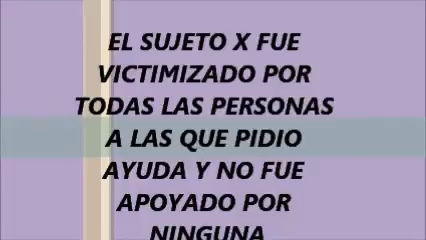 EL SUJETO X FUE
VICTIMIZADO POR
TODAS LAS PERSONAS
A LAS QUE PIDIO
AYUDA Y NO FUE
APOYADO POR
NINGUNA